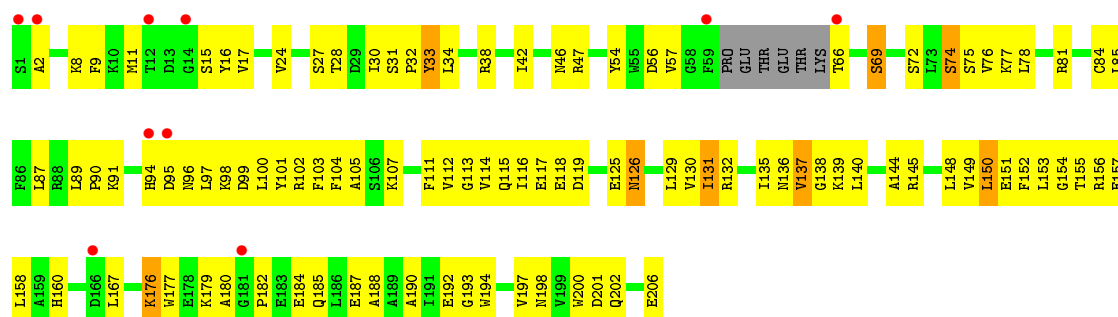 S1 A2 K8 F9 K10 M11 T12 D13 G14 S15 Y16 V17 V24 S27 T28 D29 I30 S31 P32 Y33 L34 R38 I42 N46 R47 Y54 W55 D56 V57 G58 F59 PRO GLU THR GLU THR LYS T66 S69 S72 L73 S74 S75 V76 K77 L78 R81 C84 L85
F86 L87 R88 L89 P90 K91 H94 D95 N96 L97 K98 D99 L100 Y101 R102 F103 F104 A105 S106 K107 F111 V112 G113 V114 Q115 I116 E117 E118 D119 E125 N126 L129 V130 I131 R132 I135 N136 V137 G138 K139 L140 A144 R145 L148 V149 L150 E151 F152 L153 G154 T155 R156 E157
L158 A159 H160 D166 L167 K176 W177 E178 K179 A180 G181 P182 E183 E184 Q185 L186 E187 A188 A189 A190 I191 E192 G193 W194 V197 N198 V199 W200 D201 Q202 E206